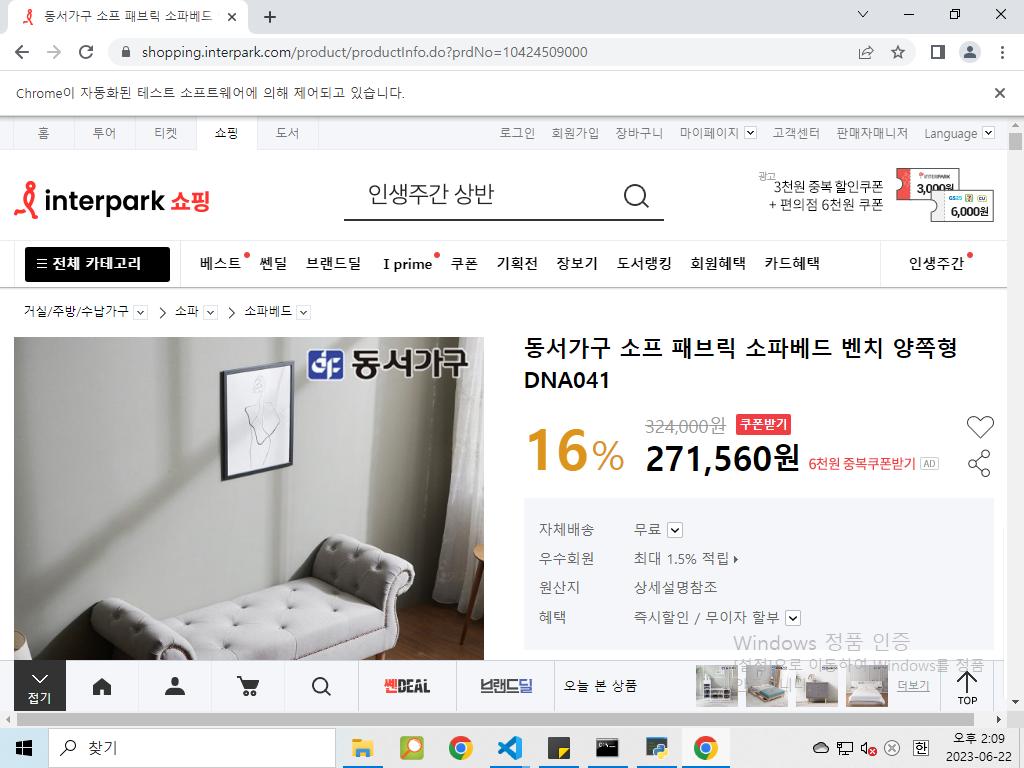 동서가구 소프 패브릭 소파베드
shopping.interpark.com/product/productInfo.do?prdNo=10424509000
Chrome이 자동화된 테스트 소프트웨어에 의해 제어되고 있습니다.
홈 투어 티켓 쇼핑 도서 로그인 회원가입 장바구니 마이페이지 고객센터 판매자매니저 Language
interpark 쇼핑
인생주간 상반
광고
3천원 중복 할인쿠폰
+ 편의점 6천원 쿠폰
INTERPARK
3,000원
GS25 CU
6,000원
전체 카테고리 베스트 쎈딜 브랜드딜 I prime 쿠폰 기획전 장보기 도서랭킹 회원혜택 카드혜택 인생주간
거실/주방/수납가구 소파 소파베드
동서가구
동서가구 소프 패브릭 소파베드 벤치 양쪽형
DNA041
16%
324,000원 쿠폰받기
271,560원 6천원 중복쿠폰받기 AD
자체배송 무료
우수회원 최대 1.5% 적립
원산지 상세설명참조
혜택 즉시할인 / 무이자 할부
Windows 정품 인증
[설정]으로 이동하여 Windows를 정품
접기 쎈DEAL 브랜드딜 오늘 본 상품 더보기 TOP
찾기
한
오후 2:09
2023-06-22